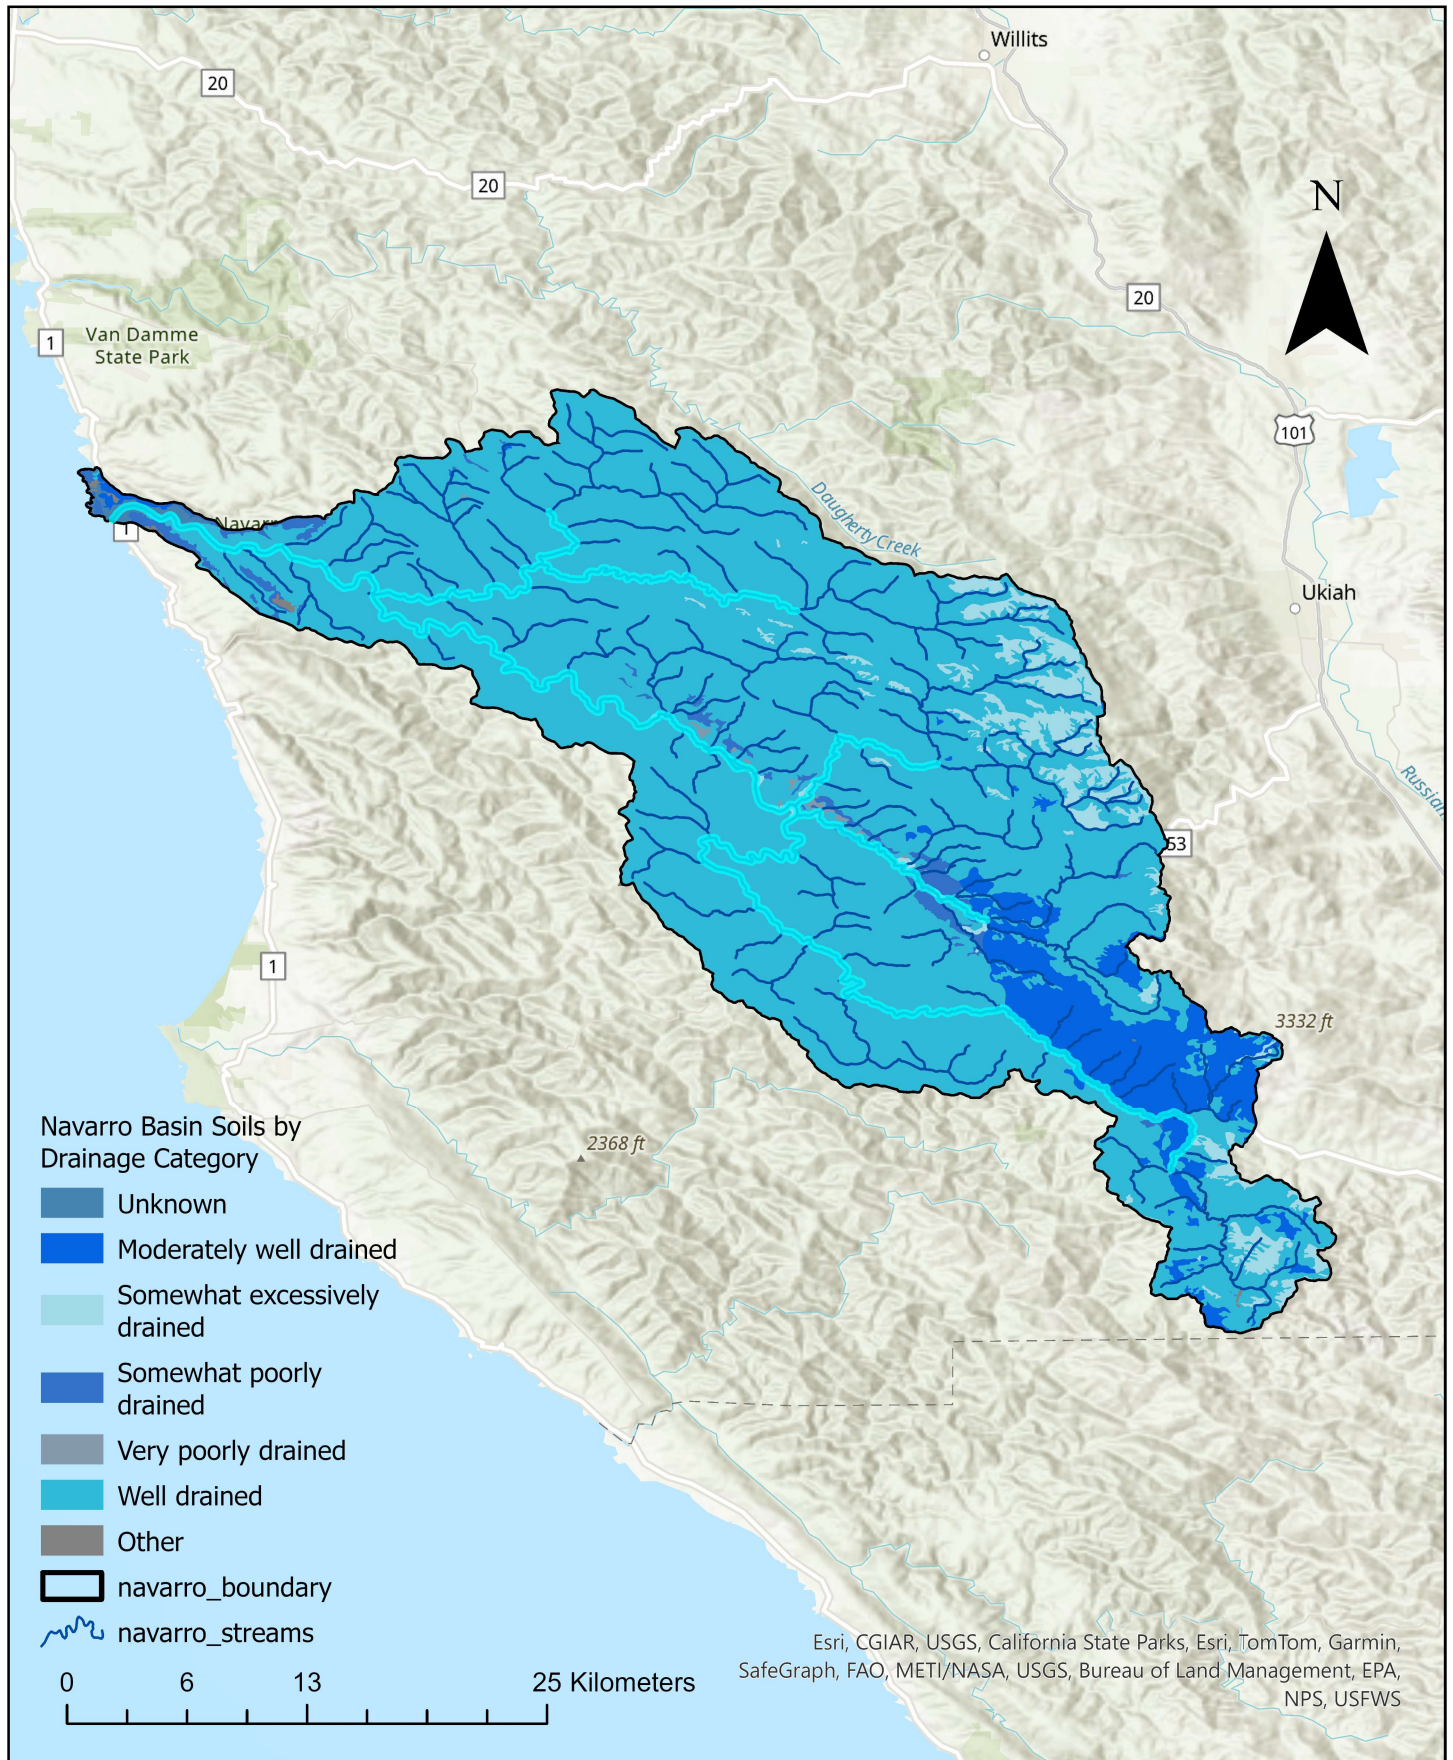 Willits
20
20
N
20
1
Van Damme
State Park
101
Daugherty Creek
1
Ukiah
Russian
53
1
3332 ft
2368 ft
Navarro Basin Soils by
Drainage Category
Unknown
Moderately well drained
Somewhat excessively
drained
Somewhat poorly
drained
Very poorly drained
Well drained
Other
navarro_boundary
navarro_streams
0 6 13 25 Kilometers
Esri, CGIAR, USGS, California State Parks, Esri, TomTom, Garmin,
SafeGraph, FAO, METI/NASA, USGS, Bureau of Land Management, EPA,
NPS, USFWS